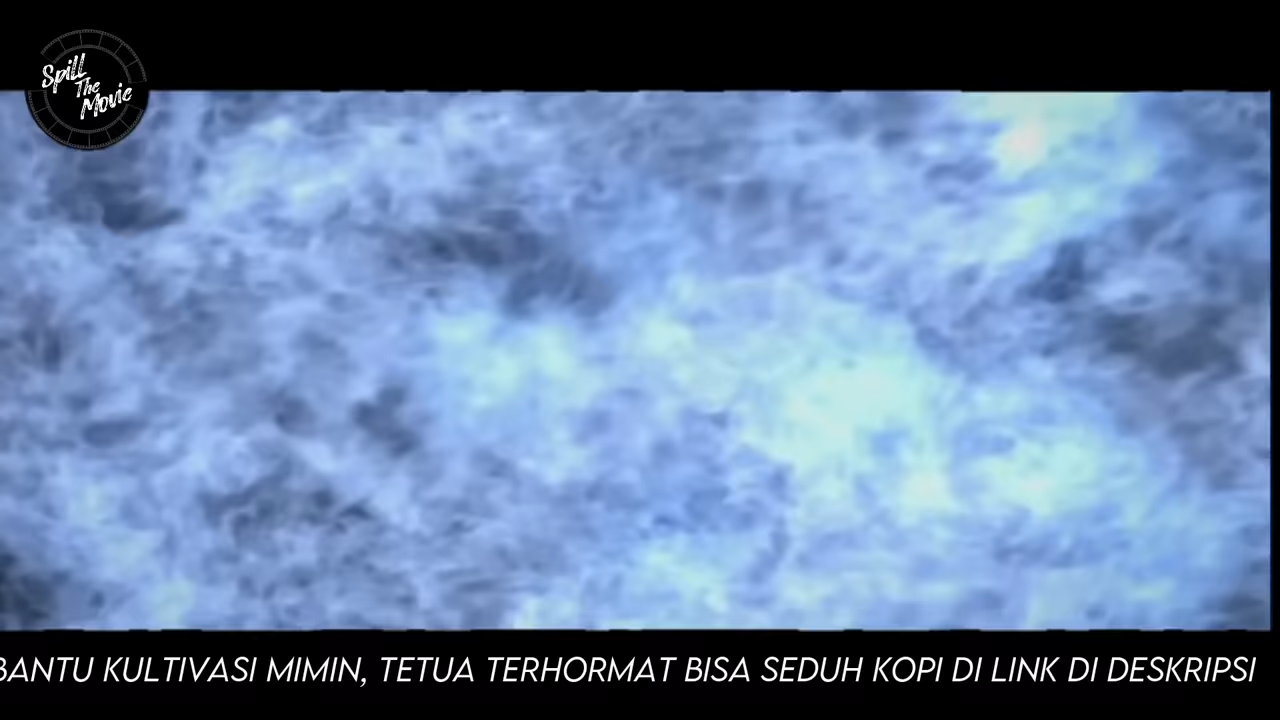 Spill
The
Movie
BANTU KULTIVASI MIMIN, TETUA TERHORMAT BISA SEDUH KOPI DI LINK DI DESKRIPSI